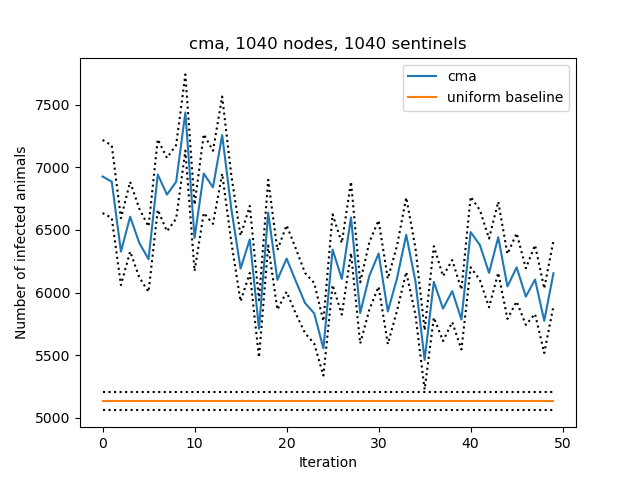 cma, 1040 nodes, 1040 sentinels
cma
uniform baseline
Number of infected animals
7500
7000
6500
6000
5500
5000
0 10 20 30 40 50
Iteration